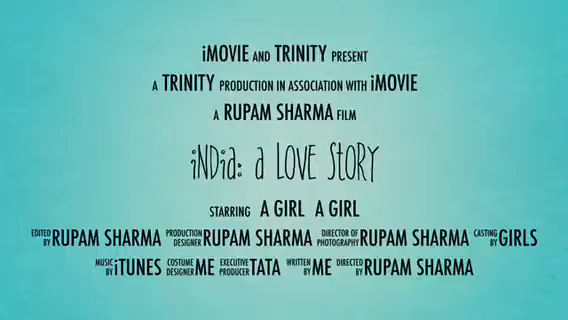 iMOVIE AND TRINITY PRESENT
A TRINITY PRODUCTION IN ASSOCIATION WITH iMOVIE
A RUPAM SHARMA FILM
iNDia: a LOVE StORY
STARRING A GIRL A GIRL
EDITED BY RUPAM SHARMA PRODUCTION DESIGNER RUPAM SHARMA DIRECTOR OF PHOTOGRAPHY RUPAM SHARMA CASTING BY GIRLS
MUSIC BY iTUNES COSTUME DESIGNER ME EXECUTIVE PRODUCER TATA WRITTEN BY ME DIRECTED BY RUPAM SHARMA